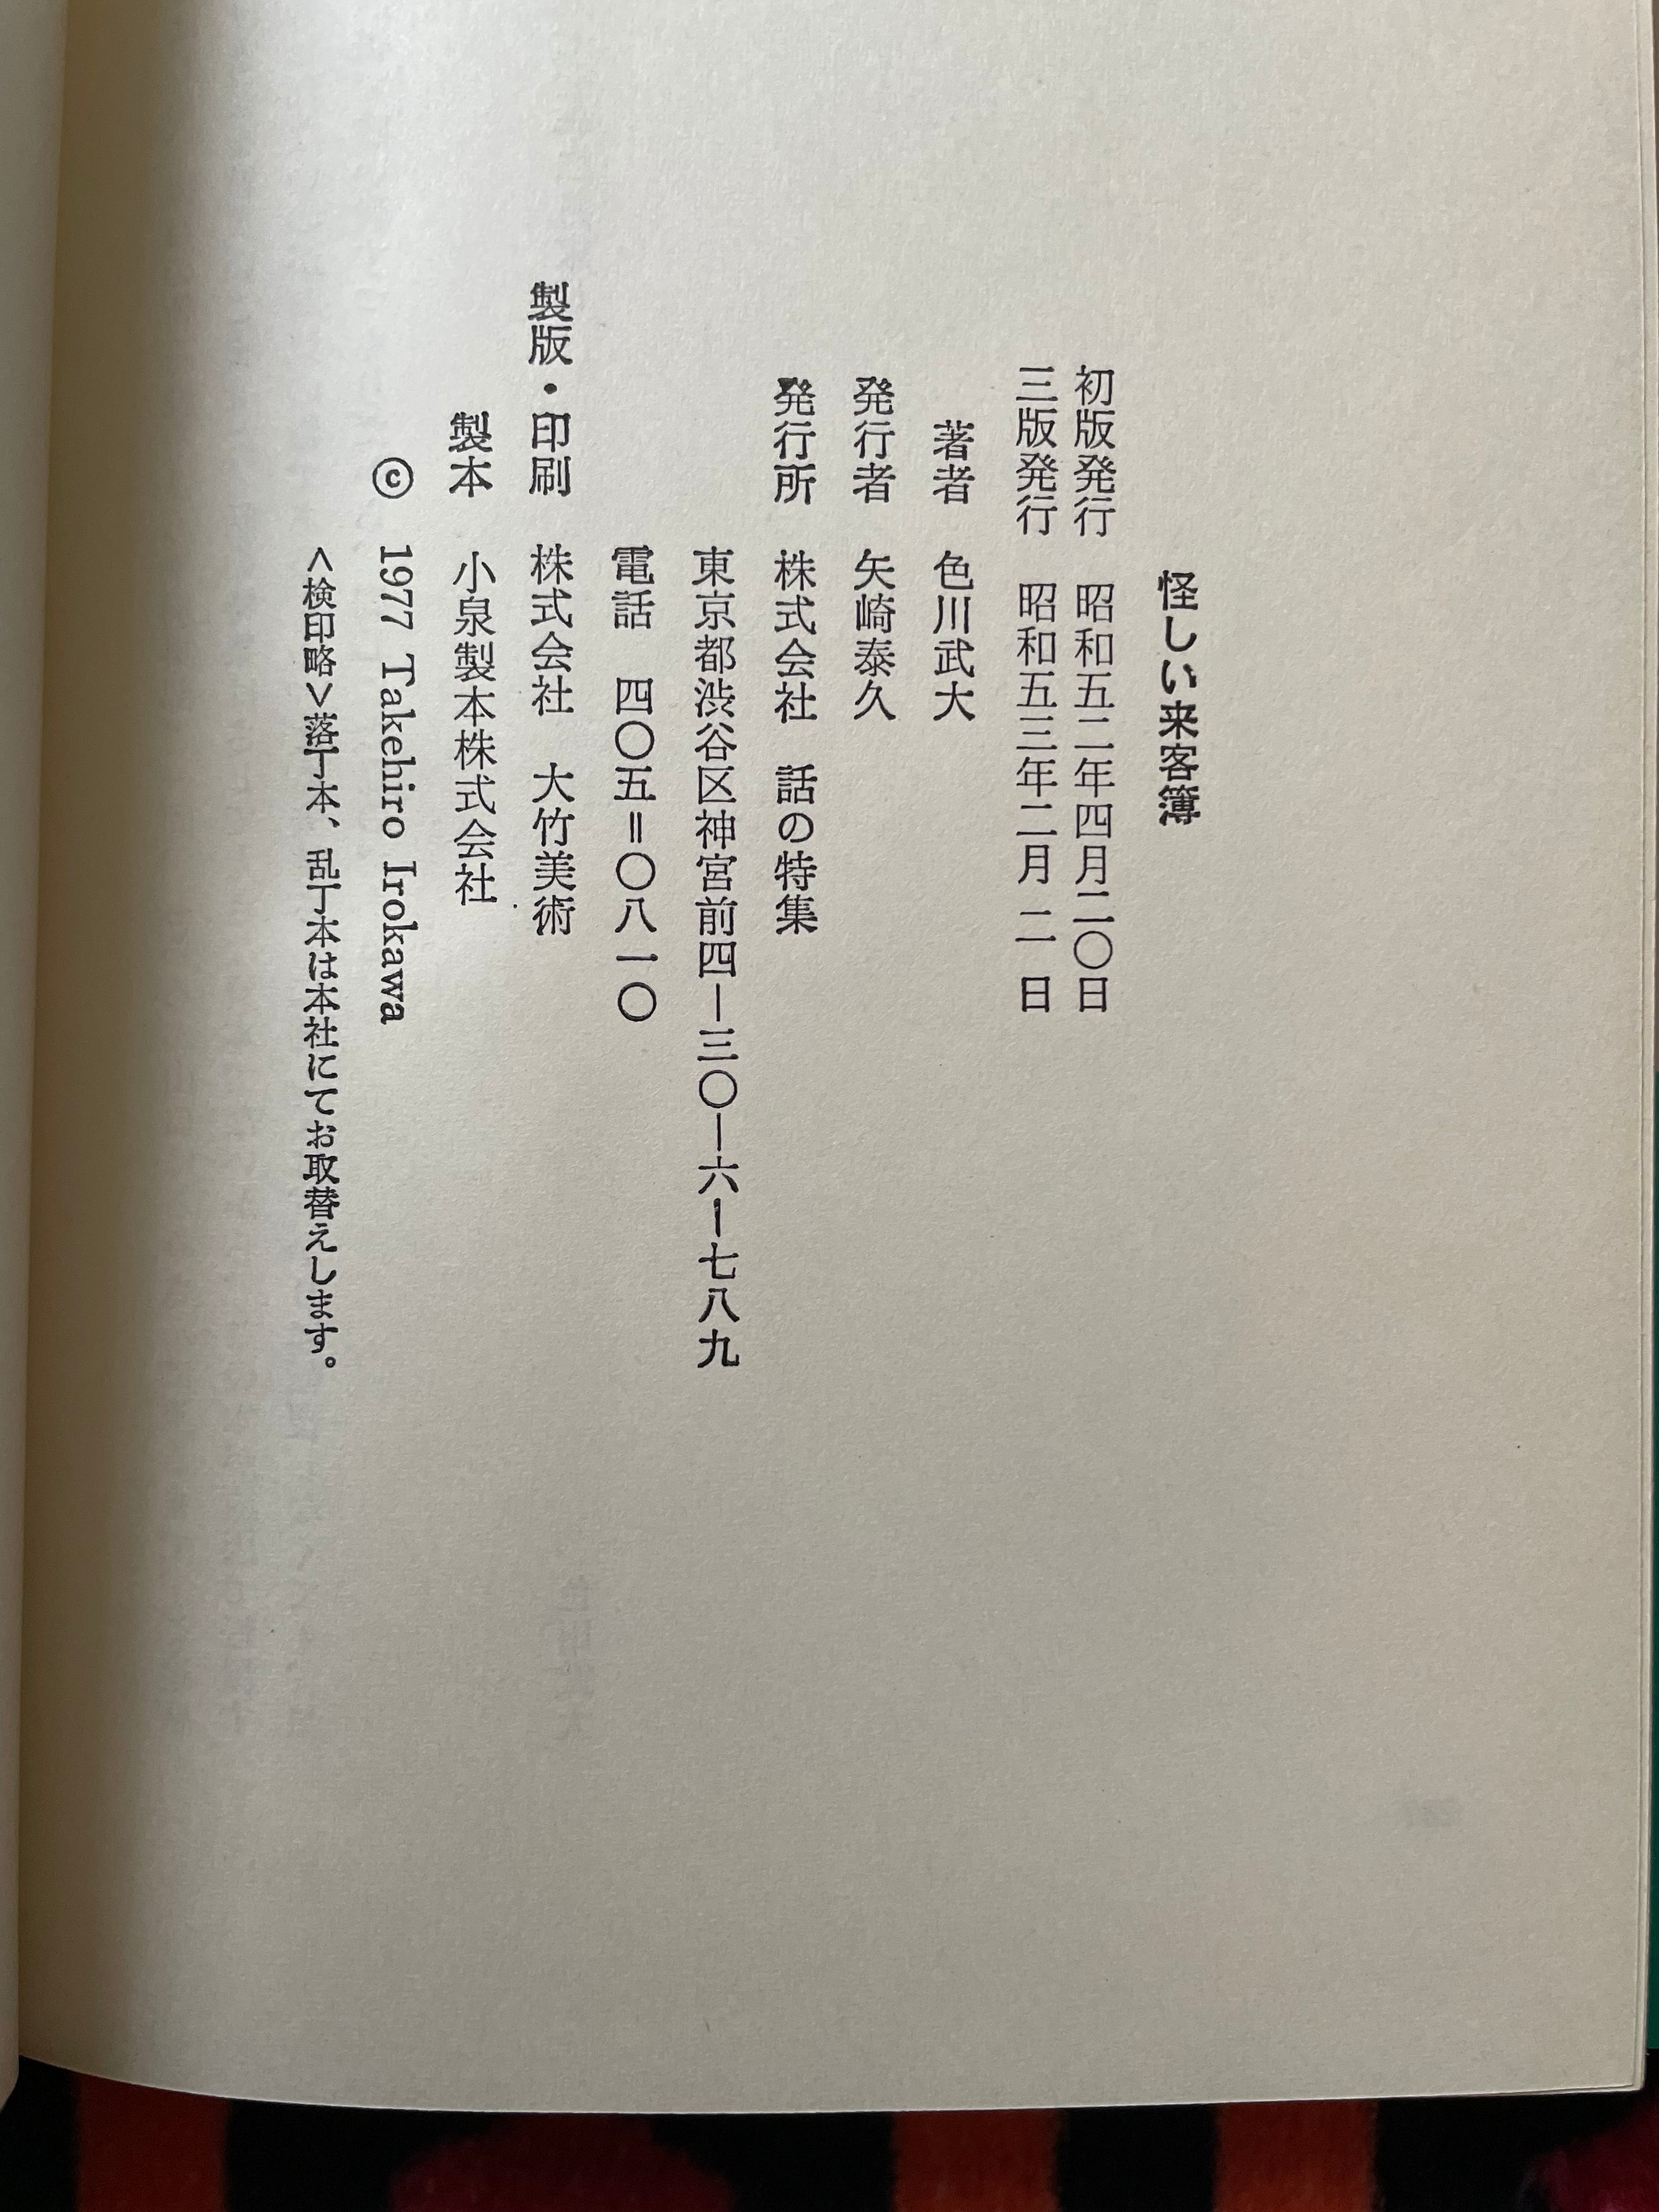 怪しい来客簿
初版発行　昭和五二年四月二〇日
三版発行　昭和五三年二月 二 日
著者　色川武大
発行者　矢崎泰久
発行所　株式会社　話の特集
東京都渋谷区神宮前四―三〇―六―七八九
電話　四〇五＝〇八一〇
製版・印刷　株式会社　大竹美術
製本　小泉製本株式会社
© 1977 Takehiro Irokawa
＜検印略＞落丁本、乱丁本は本社にてお取替えします。